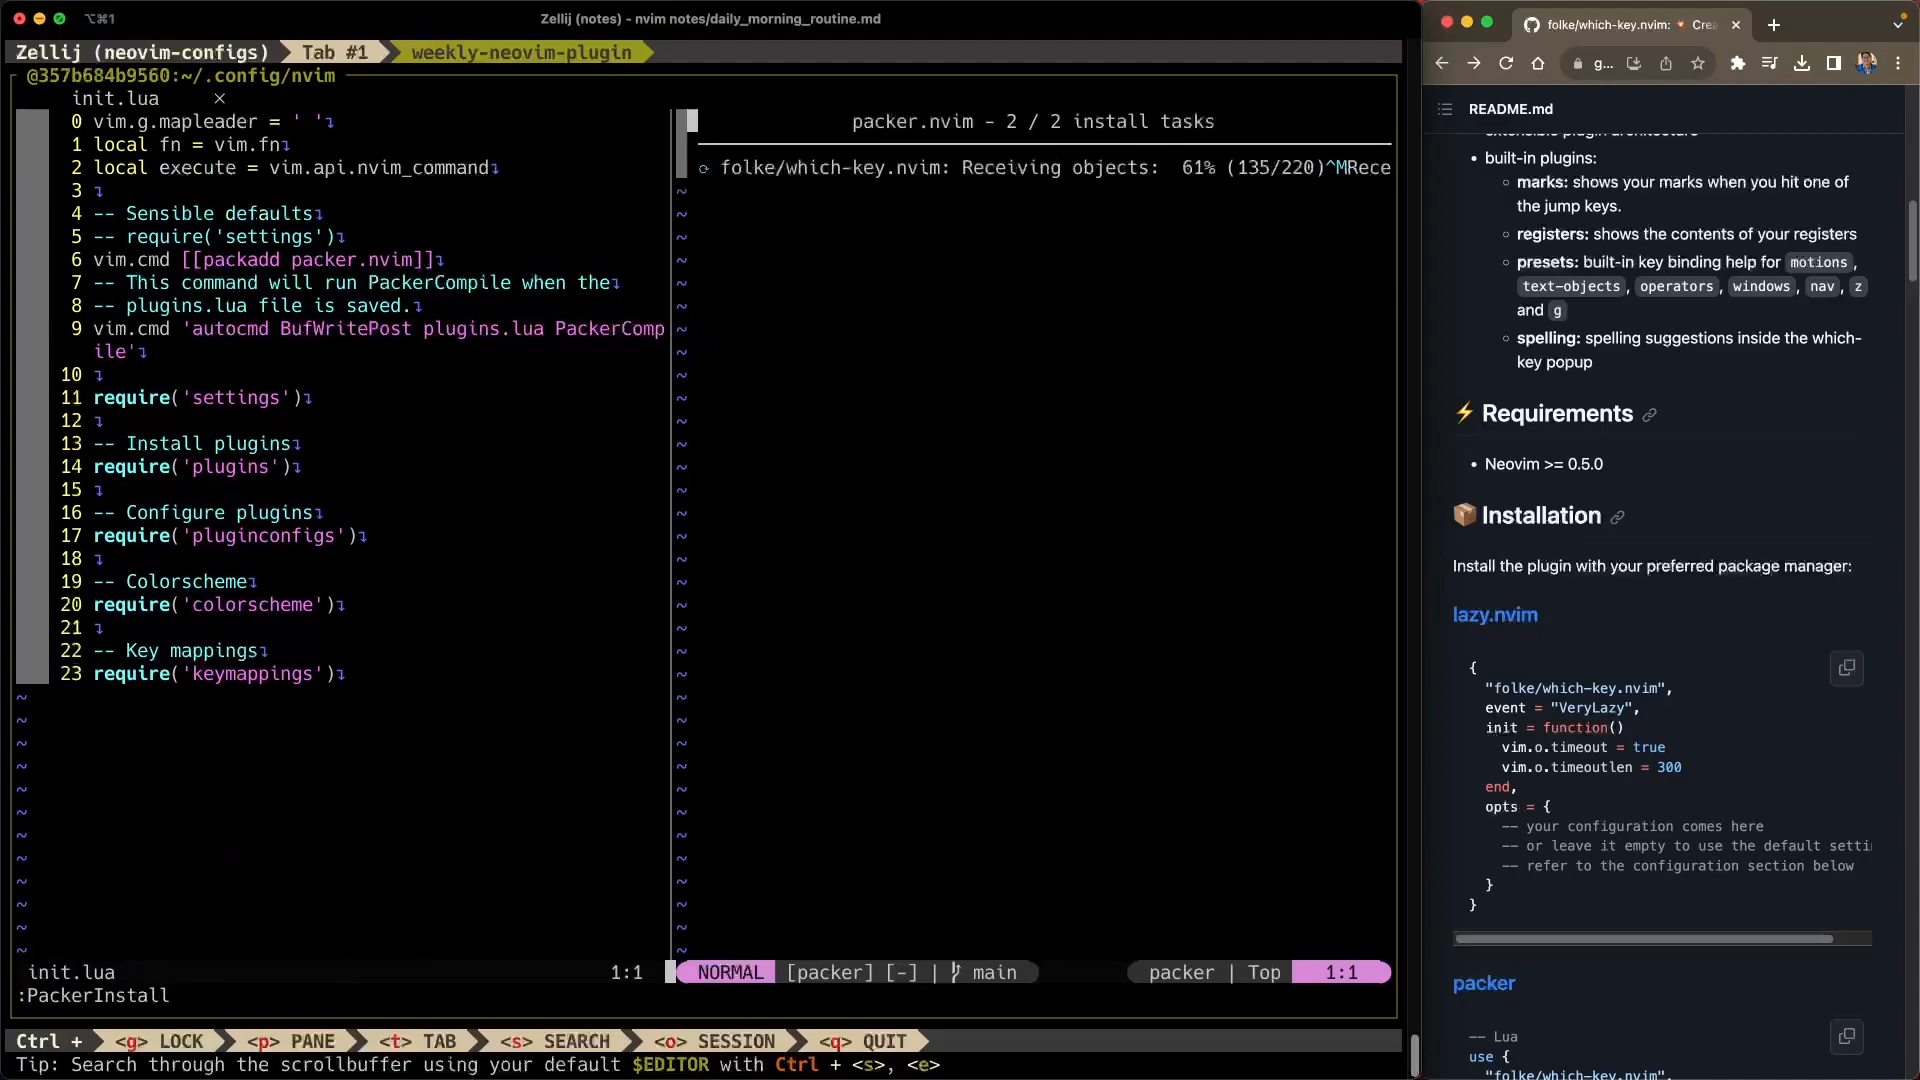 ⌥⌘1
Zellij (notes) - nvim notes/daily_morning_routine.md
Zellij (neovim-configs) Tab #1 weekly-neovim-plugin
@357b684b9560:~/.config/nvim
init.lua ×
0 vim.g.mapleader = ' '↴
1 local fn = vim.fn↴
2 local execute = vim.api.nvim_command↴
3 ↴
4 -- Sensible defaults↴
5 -- require('settings')↴
6 vim.cmd [[packadd packer.nvim]]↴
7 -- This command will run PackerCompile when the↴
8 -- plugins.lua file is saved.↴
9 vim.cmd 'autocmd BufWritePost plugins.lua PackerComp
ile'↴
10 ↴
11 require('settings')↴
12 ↴
13 -- Install plugins↴
14 require('plugins')↴
15 ↴
16 -- Configure plugins↴
17 require('pluginconfigs')↴
18 ↴
19 -- Colorscheme↴
20 require('colorscheme')↴
21 ↴
22 -- Key mappings↴
23 require('keymappings')↴
init.lua 1:1
:PackerInstall
packer.nvim - 2 / 2 install tasks
folke/which-key.nvim: Receiving objects: 61% (135/220)^MRece
NORMAL [packer] [-] | main packer | Top 1:1
Ctrl + <g> LOCK <p> PANE <t> TAB <s> SEARCH <o> SESSION <q> QUIT
Tip: Search through the scrollbuffer using your default $EDITOR with Ctrl + <s>, <e>
folke/which-key.nvim: 💥 Crea
g...
README.md
extensible plugin architecture
• built-in plugins:
◦ marks: shows your marks when you hit one of
the jump keys.
◦ registers: shows the contents of your registers
◦ presets: built-in key binding help for motions,
text-objects, operators, windows, nav, z
and g
◦ spelling: spelling suggestions inside the which-
key popup
⚡ Requirements
• Neovim >= 0.5.0
📦 Installation
Install the plugin with your preferred package manager:
lazy.nvim
{
"folke/which-key.nvim",
event = "VeryLazy",
init = function()
vim.o.timeout = true
vim.o.timeoutlen = 300
end,
opts = {
-- your configuration comes here
-- or leave it empty to use the default setti
-- refer to the configuration section below
}
}
packer
-- Lua
use {
"folke/which-key.nvim",